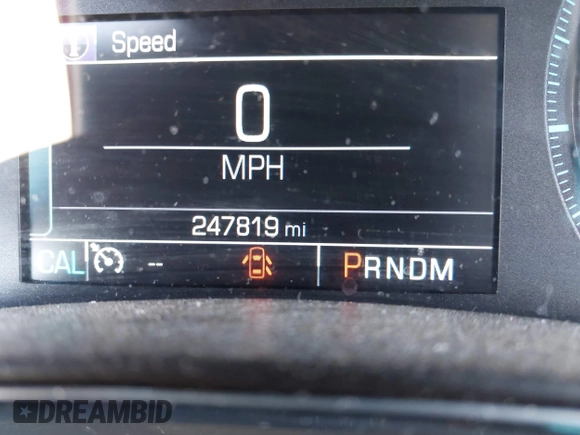 Speed
0
MPH
247819 mi
CAL -- PRNDM
DREAMBID